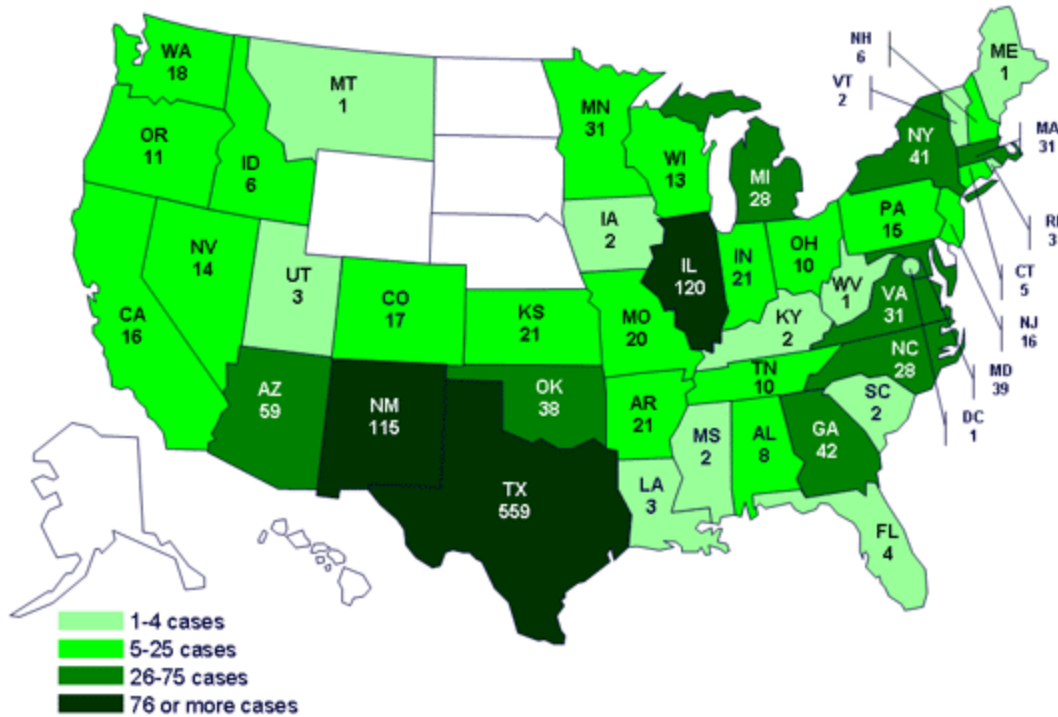 WA
18
MT
1
OR
11
ID
6
NV
14
UT
3
CA
16
CO
17
AZ
59
NM
115
KS
21
OK
38
TX
559
MN
31
IA
2
MO
20
AR
21
LA
3
WI
13
IL
120
MS
2
MI
28
IN
21
OH
10
KY
2
TN
10
AL
8
GA
42
FL
4
SC
2
NC
28
VA
31
WV
1
PA
15
NY
41
VT
2
NH
6
ME
1
MA
31
RI
3
CT
5
NJ
16
MD
39
DC
1
1-4 cases
5-25 cases
26-75 cases
76 or more cases